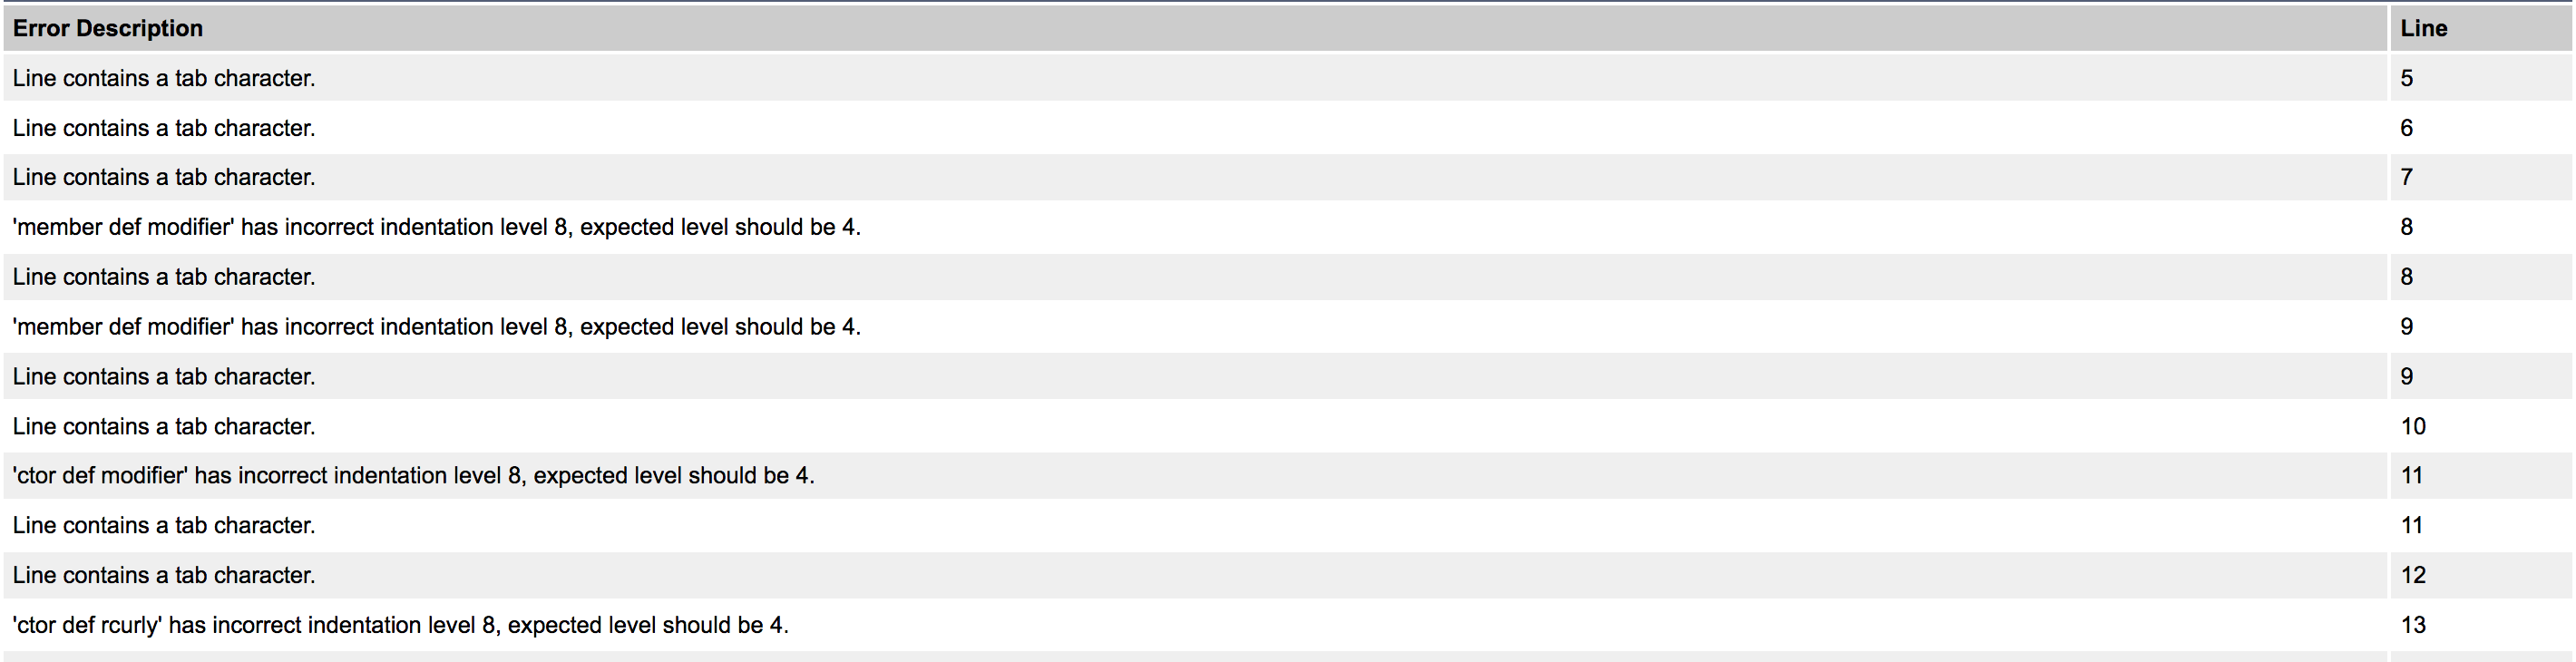 Error Description Line
Line contains a tab character. 5
Line contains a tab character. 6
Line contains a tab character. 7
'member def modifier' has incorrect indentation level 8, expected level should be 4. 8
Line contains a tab character. 8
'member def modifier' has incorrect indentation level 8, expected level should be 4. 9
Line contains a tab character. 9
Line contains a tab character. 10
'ctor def modifier' has incorrect indentation level 8, expected level should be 4. 11
Line contains a tab character. 11
Line contains a tab character. 12
'ctor def rcurly' has incorrect indentation level 8, expected level should be 4. 13